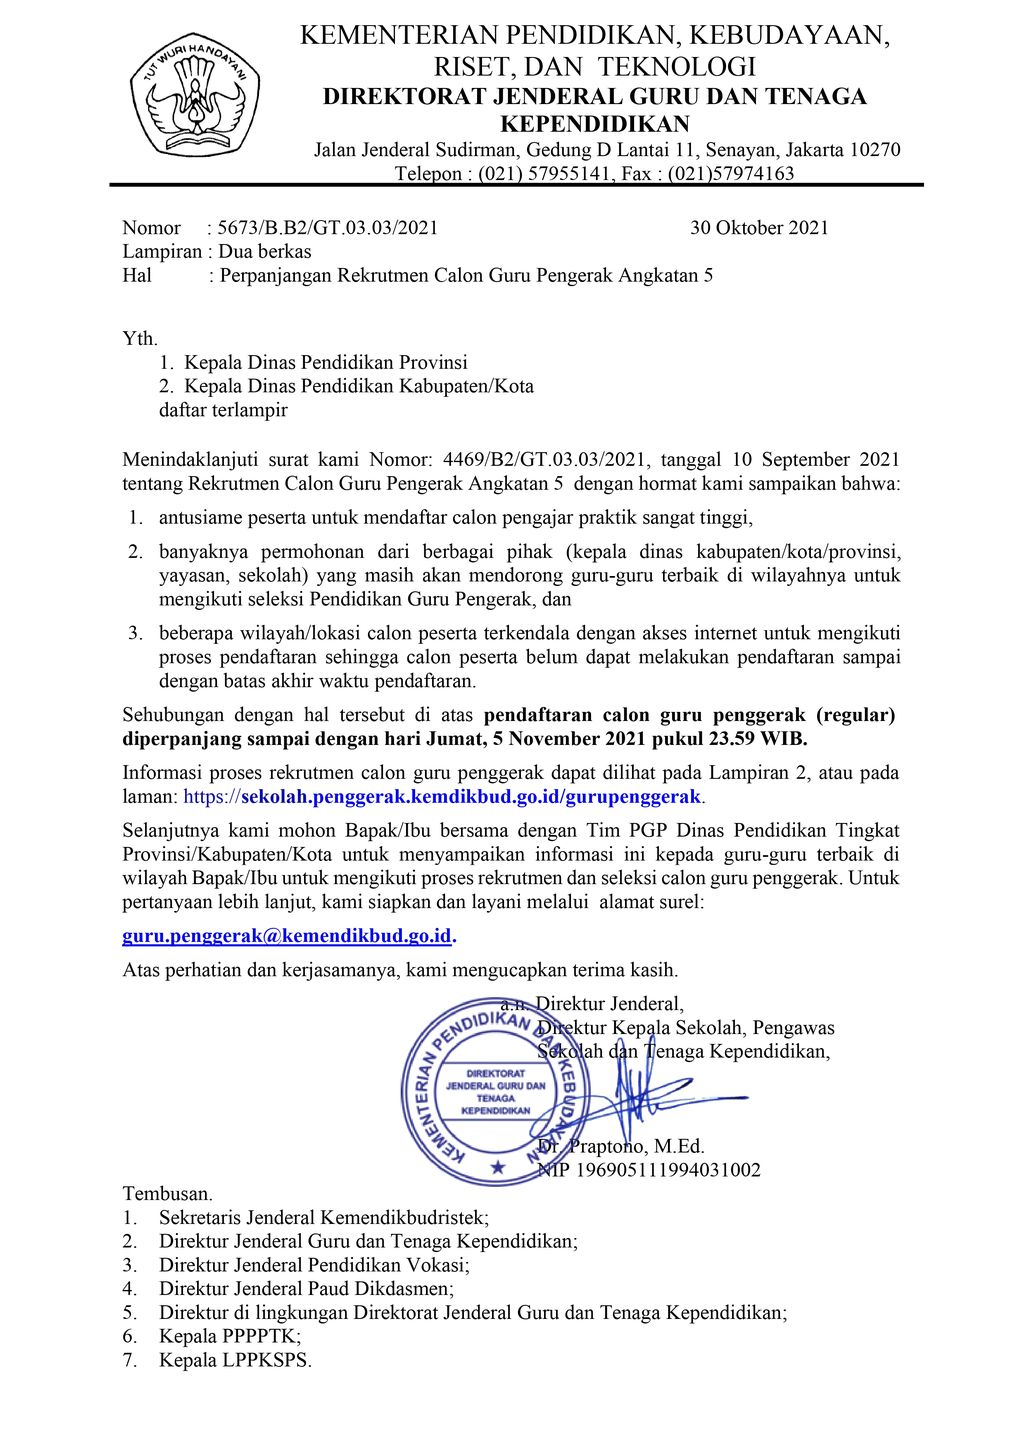 TUT WURI HANDAYANI
KEMENTERIAN PENDIDIKAN, KEBUDAYAAN,
RISET, DAN TEKNOLOGI
DIREKTORAT JENDERAL GURU DAN TENAGA
KEPENDIDIKAN
Jalan Jenderal Sudirman, Gedung D Lantai 11, Senayan, Jakarta 10270
Telepon : (021) 57955141, Fax : (021)57974163
Nomor : 5673/B.B2/GT.03.03/2021 30 Oktober 2021
Lampiran : Dua berkas
Hal : Perpanjangan Rekrutmen Calon Guru Pengerak Angkatan 5
Yth.
1. Kepala Dinas Pendidikan Provinsi
2. Kepala Dinas Pendidikan Kabupaten/Kota
daftar terlampir
Menindaklanjuti surat kami Nomor: 4469/B2/GT.03.03/2021, tanggal 10 September 2021
tentang Rekrutmen Calon Guru Pengerak Angkatan 5 dengan hormat kami sampaikan bahwa:
1. antusiame peserta untuk mendaftar calon pengajar praktik sangat tinggi,
2. banyaknya permohonan dari berbagai pihak (kepala dinas kabupaten/kota/provinsi,
yayasan, sekolah) yang masih akan mendorong guru-guru terbaik di wilayahnya untuk
mengikuti seleksi Pendidikan Guru Pengerak, dan
3. beberapa wilayah/lokasi calon peserta terkendala dengan akses internet untuk mengikuti
proses pendaftaran sehingga calon peserta belum dapat melakukan pendaftaran sampai
dengan batas akhir waktu pendaftaran.
Sehubungan dengan hal tersebut di atas pendaftaran calon guru penggerak (regular)
diperpanjang sampai dengan hari Jumat, 5 November 2021 pukul 23.59 WIB.
Informasi proses rekrutmen calon guru penggerak dapat dilihat pada Lampiran 2, atau pada
laman: https://sekolah.penggerak.kemdikbud.go.id/gurupenggerak.
Selanjutnya kami mohon Bapak/Ibu bersama dengan Tim PGP Dinas Pendidikan Tingkat
Provinsi/Kabupaten/Kota untuk menyampaikan informasi ini kepada guru-guru terbaik di
wilayah Bapak/Ibu untuk mengikuti proses rekrutmen dan seleksi calon guru penggerak. Untuk
pertanyaan lebih lanjut, kami siapkan dan layani melalui alamat surel:
guru.penggerak@kemendikbud.go.id.
Atas perhatian dan kerjasamanya, kami mengucapkan terima kasih.
a.n. Direktur Jenderal,
Direktur Kepala Sekolah, Pengawas
Sekolah dan Tenaga Kependidikan,
KEMENTERIAN PENDIDIKAN DAN KEBUDAYAAN
DIREKTORAT
JENDERAL GURU DAN
TENAGA
KEPENDIDIKAN
Dr. Praptono, M.Ed.
NIP 196905111994031002
Tembusan.
1. Sekretaris Jenderal Kemendikbudristek;
2. Direktur Jenderal Guru dan Tenaga Kependidikan;
3. Direktur Jenderal Pendidikan Vokasi;
4. Direktur Jenderal Paud Dikdasmen;
5. Direktur di lingkungan Direktorat Jenderal Guru dan Tenaga Kependidikan;
6. Kepala PPPPTK;
7. Kepala LPPKSPS.